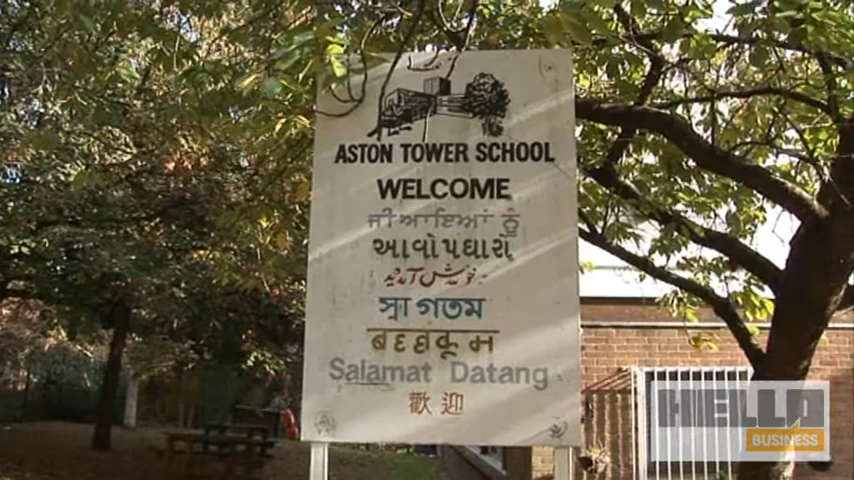 ASTON TOWER SCHOOL
WELCOME
ਜੀ ਆਇਆਂ ਨੂੰ
આવો પધારો
خوش آمدید
স্বাগতম
Salamat Datang
歡迎
HELLO
BUSINESS